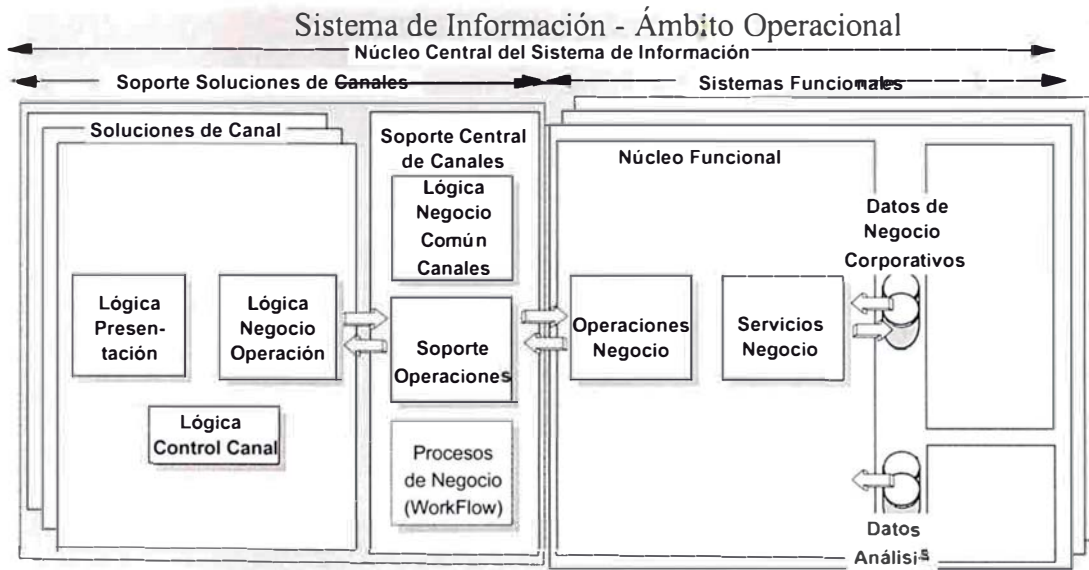 Sistema de Información - Ámbito Operacional
Núcleo Central del Sistema de Información
Soporte Soluciones de Canales
Sistemas Funcionales
Soluciones de Canal
Lógica
Presen-
tación
Lógica
Negocio
Operación
Lógica
Control Canal
Soporte Central
de Canales
Lógica
Negocio
Común
Canales
Soporte
Operaciones
Procesos
de Negocio
(WorkFlow)
Núcleo Funcional
Operaciones
Negocio
Servicios
Negocio
Datos de
Negocio
Corporativos
Datos
Análisis